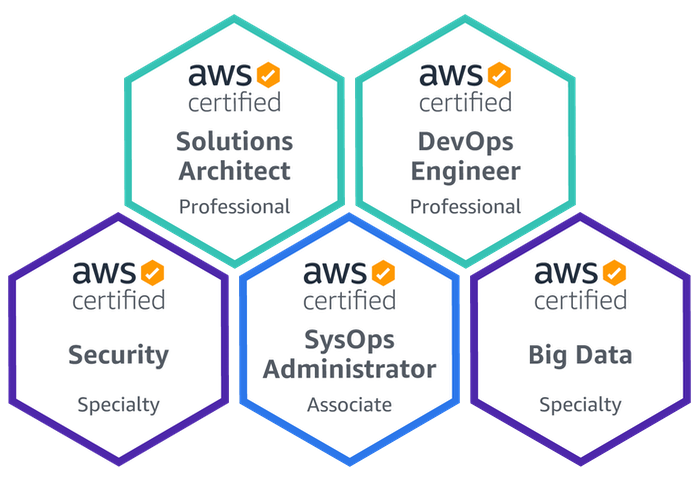 aws
certified
Solutions
Architect
Professional
aws
certified
DevOps
Engineer
Professional
aws
certified
Security
Specialty
aws
certified
SysOps
Administrator
Associate
aws
certified
Big Data
Specialty